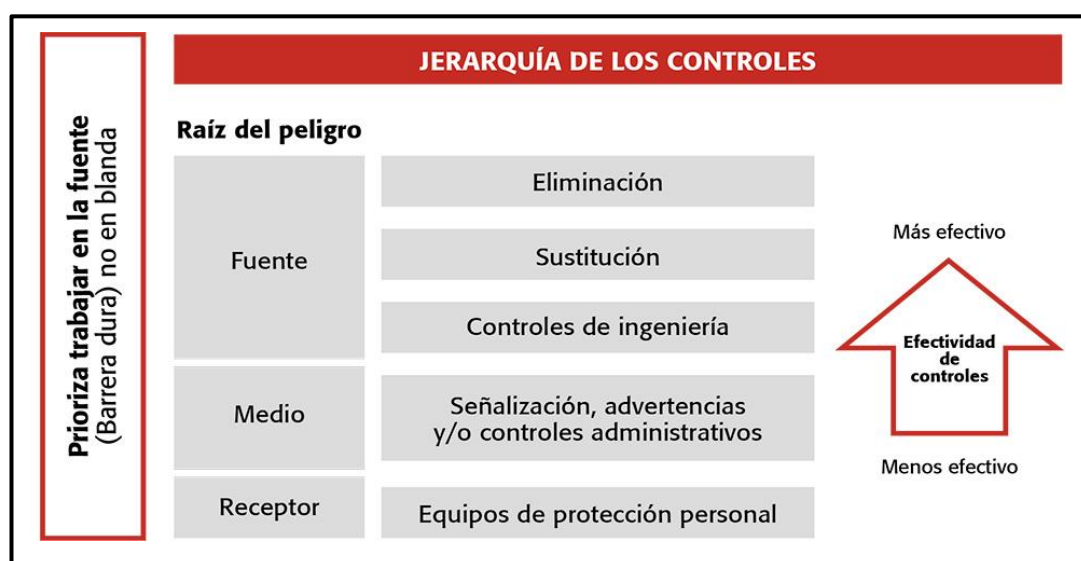 Prioriza trabajar en la fuente
(Barrera dura) no en blanda
JERARQUÍA DE LOS CONTROLES
Raíz del peligro
Fuente
Eliminación
Sustitución
Controles de ingeniería
Medio
Señalización, advertencias
y/o controles administrativos
Receptor
Equipos de protección personal
Más efectivo
Efectividad
de
controles
Menos efectivo